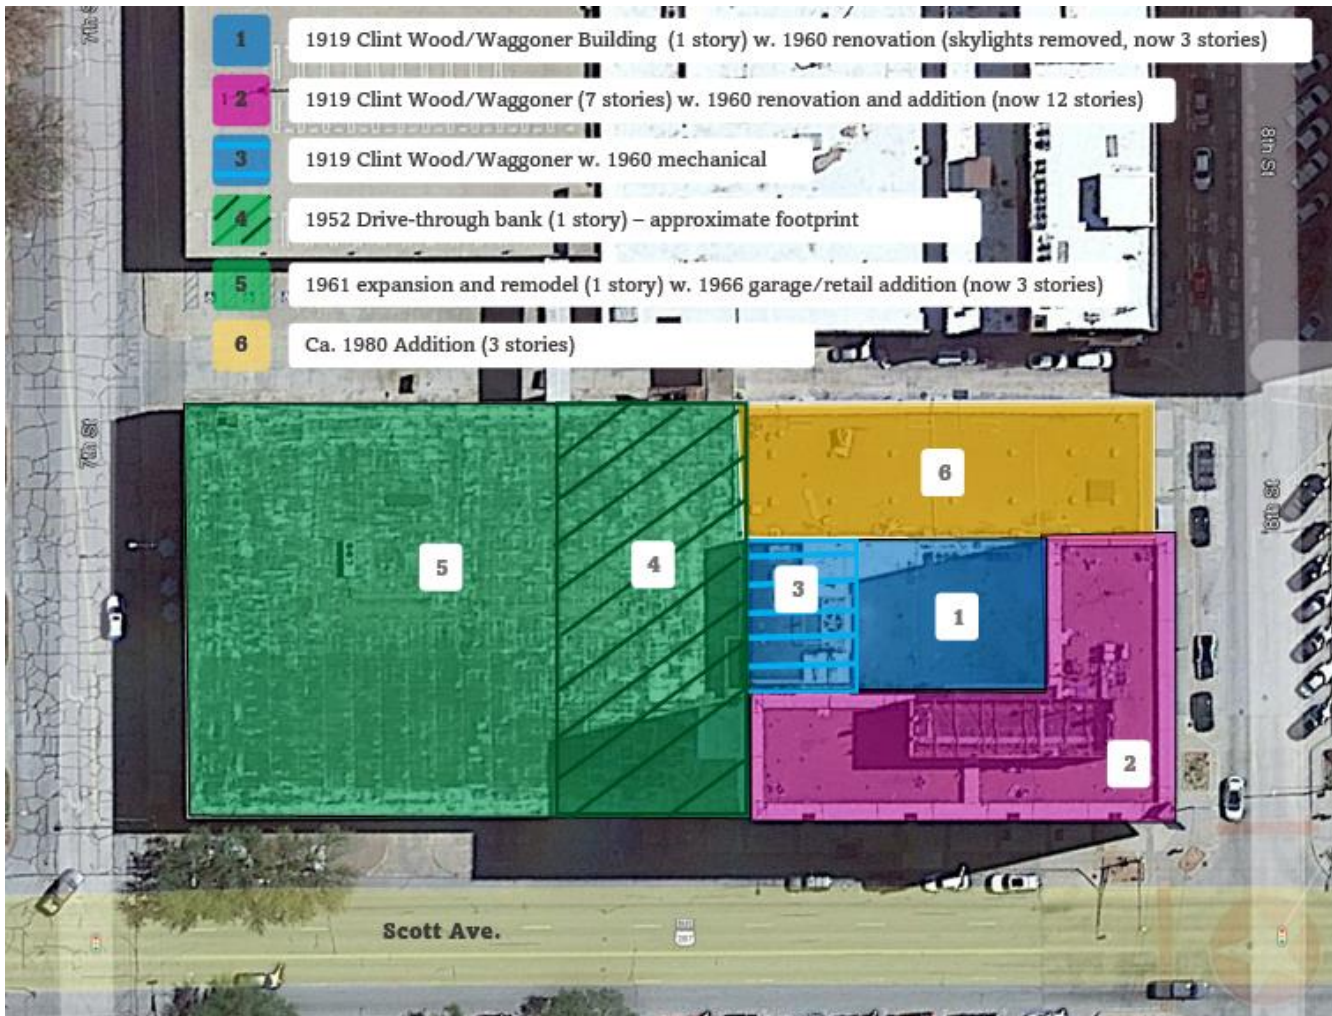 7th St
1 1919 Clint Wood/Waggoner Building (1 story) w. 1960 renovation (skylights removed, now 3 stories)
2 1919 Clint Wood/Waggoner (7 stories) w. 1960 renovation and addition (now 12 stories)
8th St
3 1919 Clint Wood/Waggoner w. 1960 mechanical
4 1952 Drive-through bank (1 story) – approximate footprint
5 1961 expansion and remodel (1 story) w. 1966 garage/retail addition (now 3 stories)
6 Ca. 1980 Addition (3 stories)
7th St
6
8th St
5
4
3
1
2
Scott Ave.